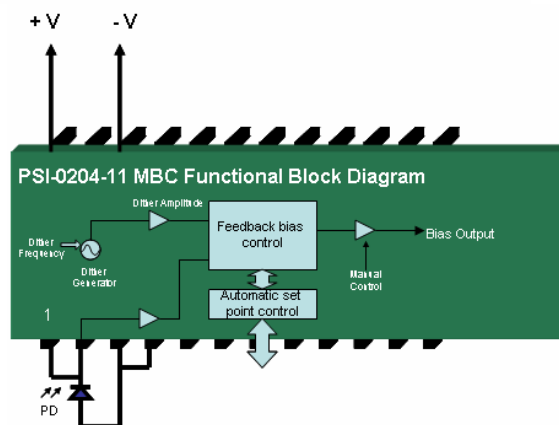 + V
- V
PSI-0204-11 MBC Functional Block Diagram
Dither Amplitude
Dither
Frequency
Dither
Generator
Feedback bias
control
Bias Output
Manual
Control
Automatic set
point control
1
PD